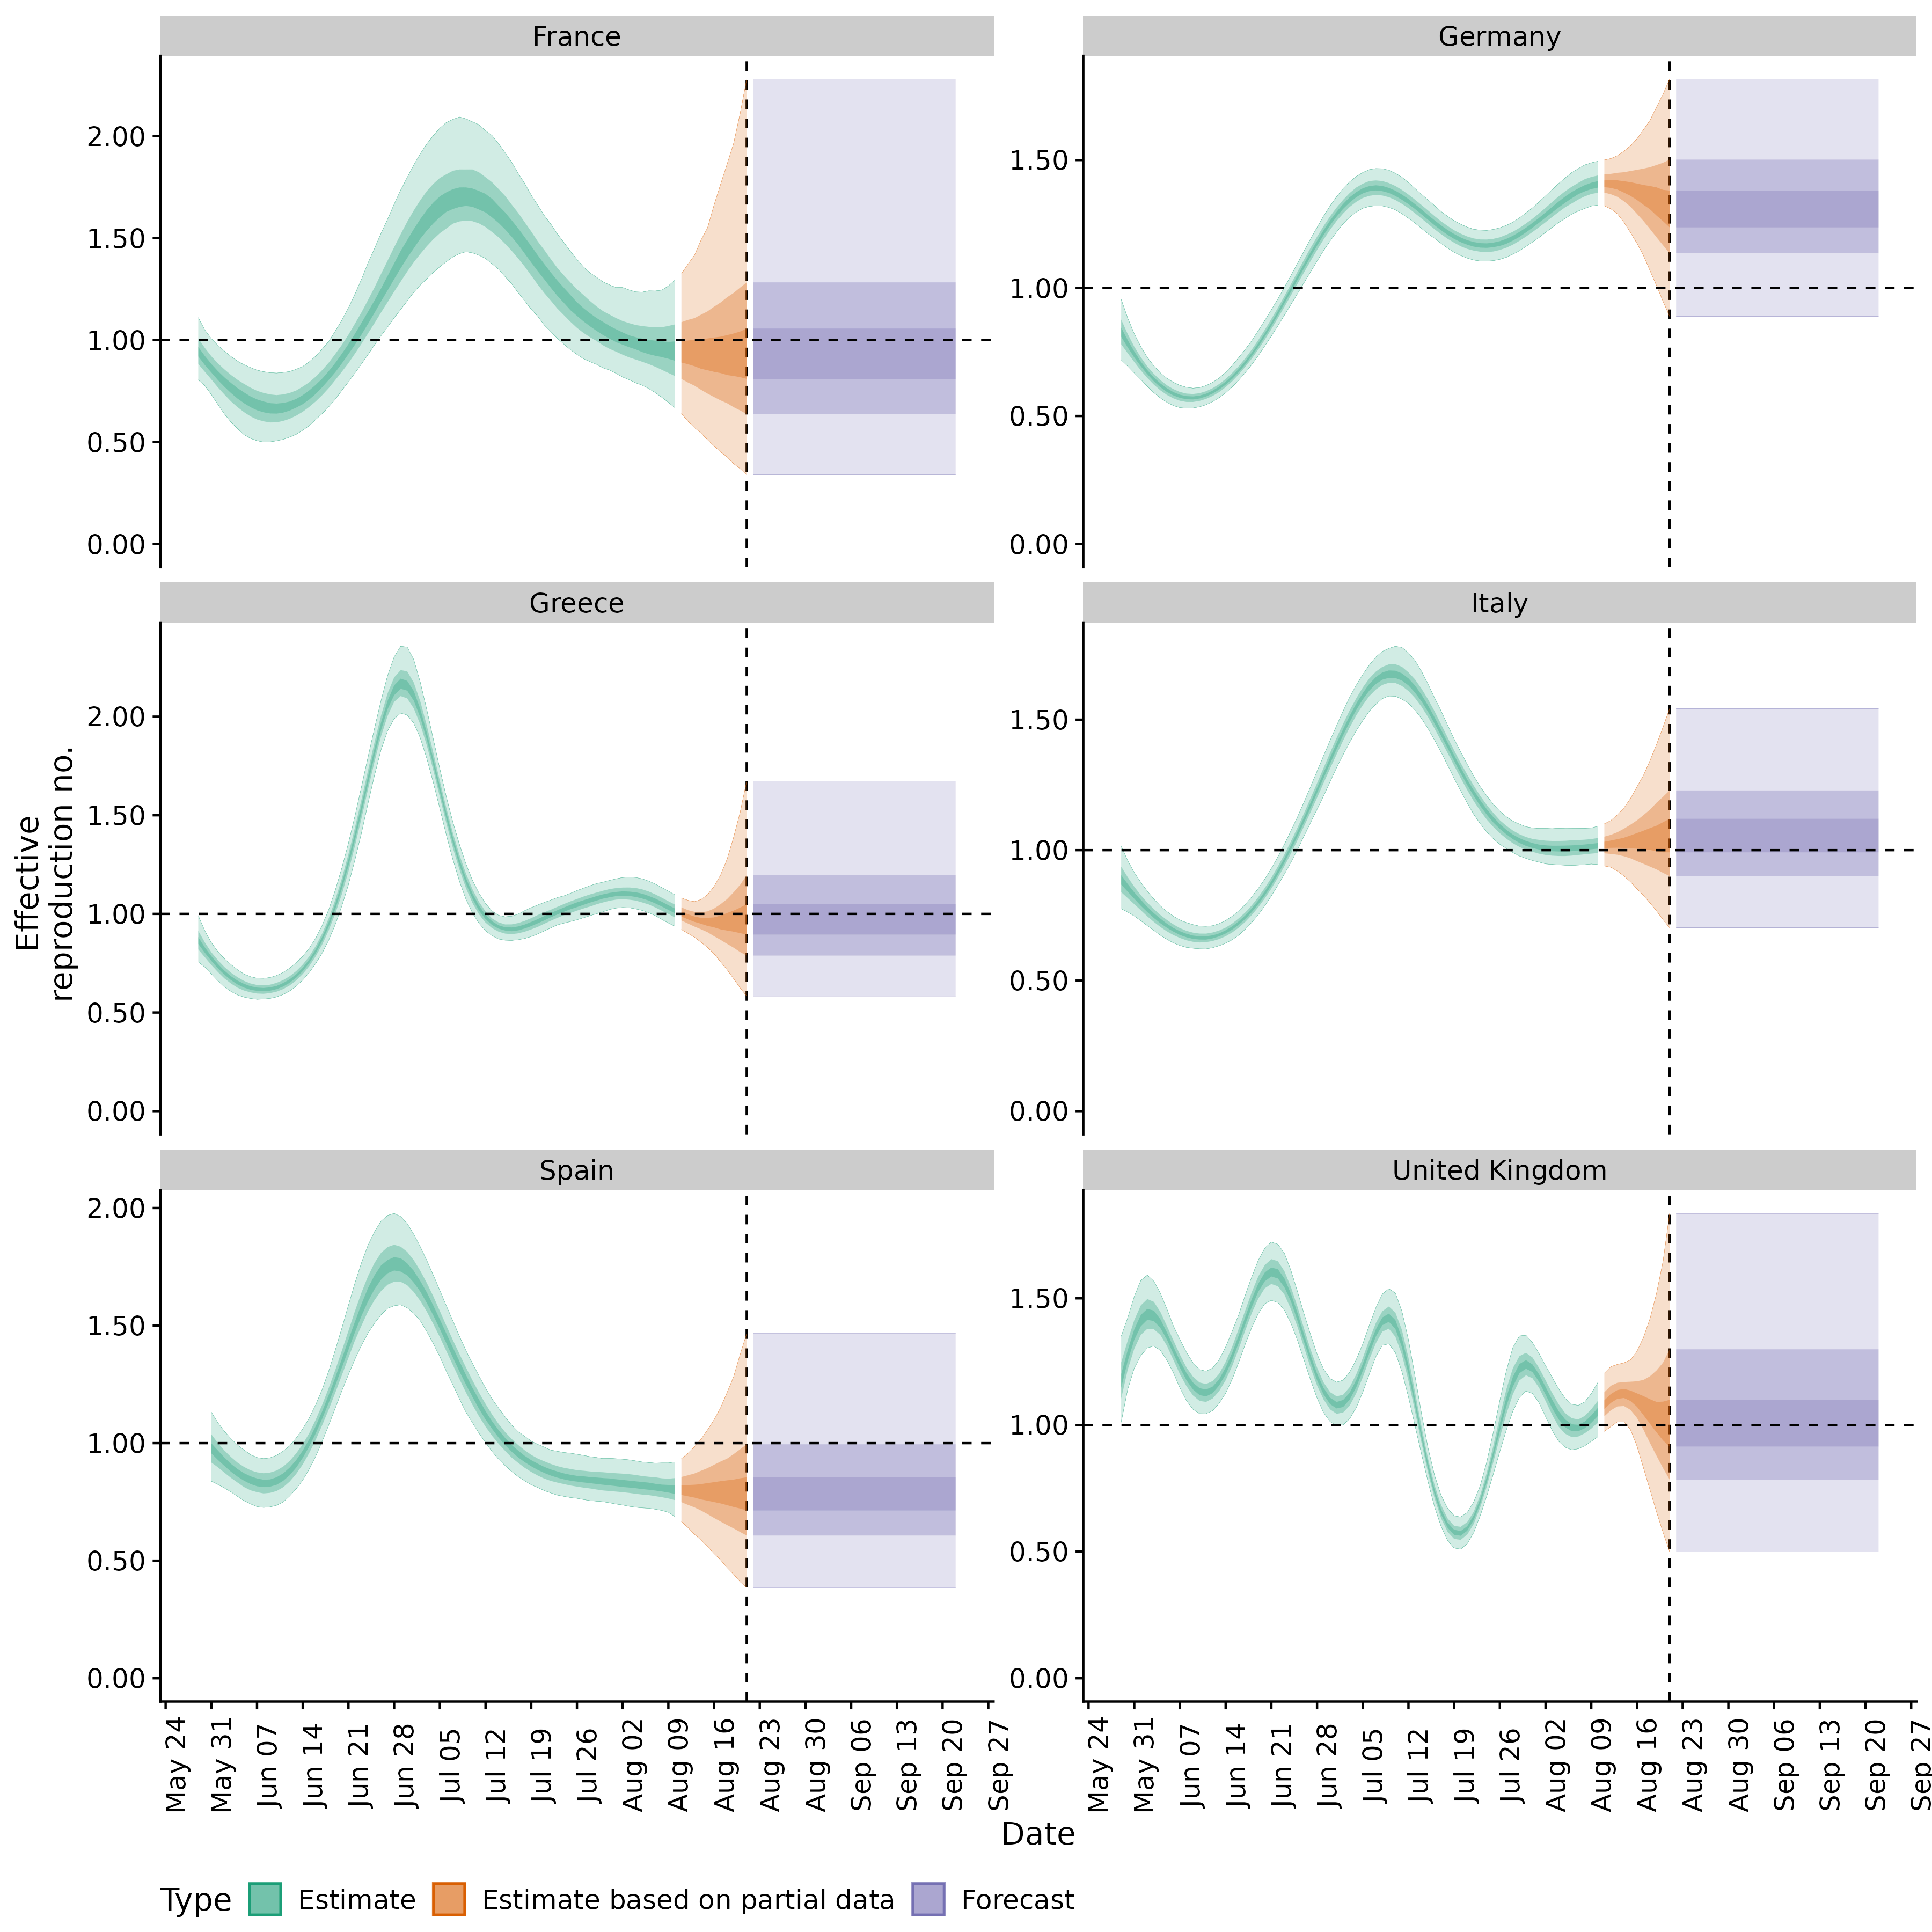 France
Germany
2.00
1.50
1.00
0.50
0.00
1.50
1.00
0.50
0.00
Greece
Italy
2.00
1.50
1.00
0.50
0.00
1.50
1.00
0.50
0.00
Spain
United Kingdom
2.00
1.50
1.00
0.50
0.00
1.50
1.00
0.50
0.00
Effective
reproduction no.
May 24
May 31
Jun 07
Jun 14
Jun 21
Jun 28
Jul 05
Jul 12
Jul 19
Jul 26
Aug 02
Aug 09
Aug 16
Aug 23
Aug 30
Sep 06
Sep 13
Sep 20
Sep 27
May 24
May 31
Jun 07
Jun 14
Jun 21
Jun 28
Jul 05
Jul 12
Jul 19
Jul 26
Aug 02
Aug 09
Aug 16
Aug 23
Aug 30
Sep 06
Sep 13
Sep 20
Sep 27
Date
Type Estimate Estimate based on partial data Forecast